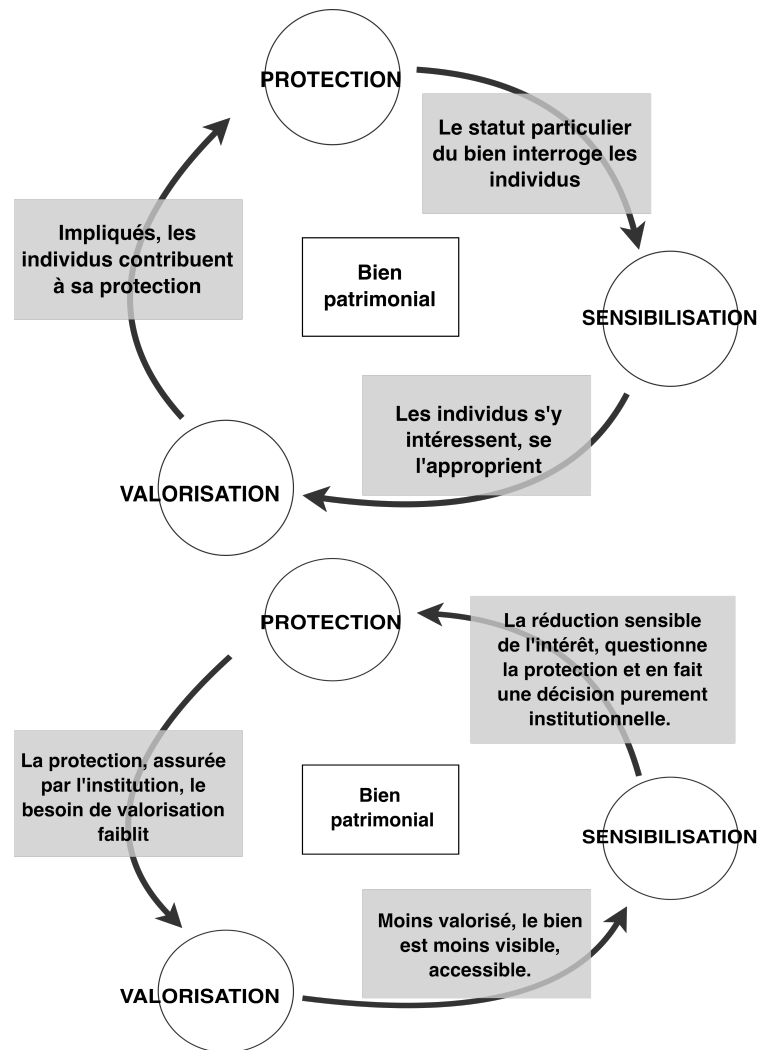 PROTECTION
Le statut particulier
du bien interroge les
individus
Impliqués, les
individus contribuent
à sa protection
Bien
patrimonial
SENSIBILISATION
Les individus s'y
intéressent, se
l'approprient
VALORISATION
PROTECTION
La réduction sensible
de l'intérêt, questionne
la protection et en fait
une décision purement
institutionnelle.
La protection, assurée
par l'institution, le
besoin de valorisation
faiblit
Bien
patrimonial
SENSIBILISATION
Moins valorisé, le bien
est moins visible,
accessible.
VALORISATION